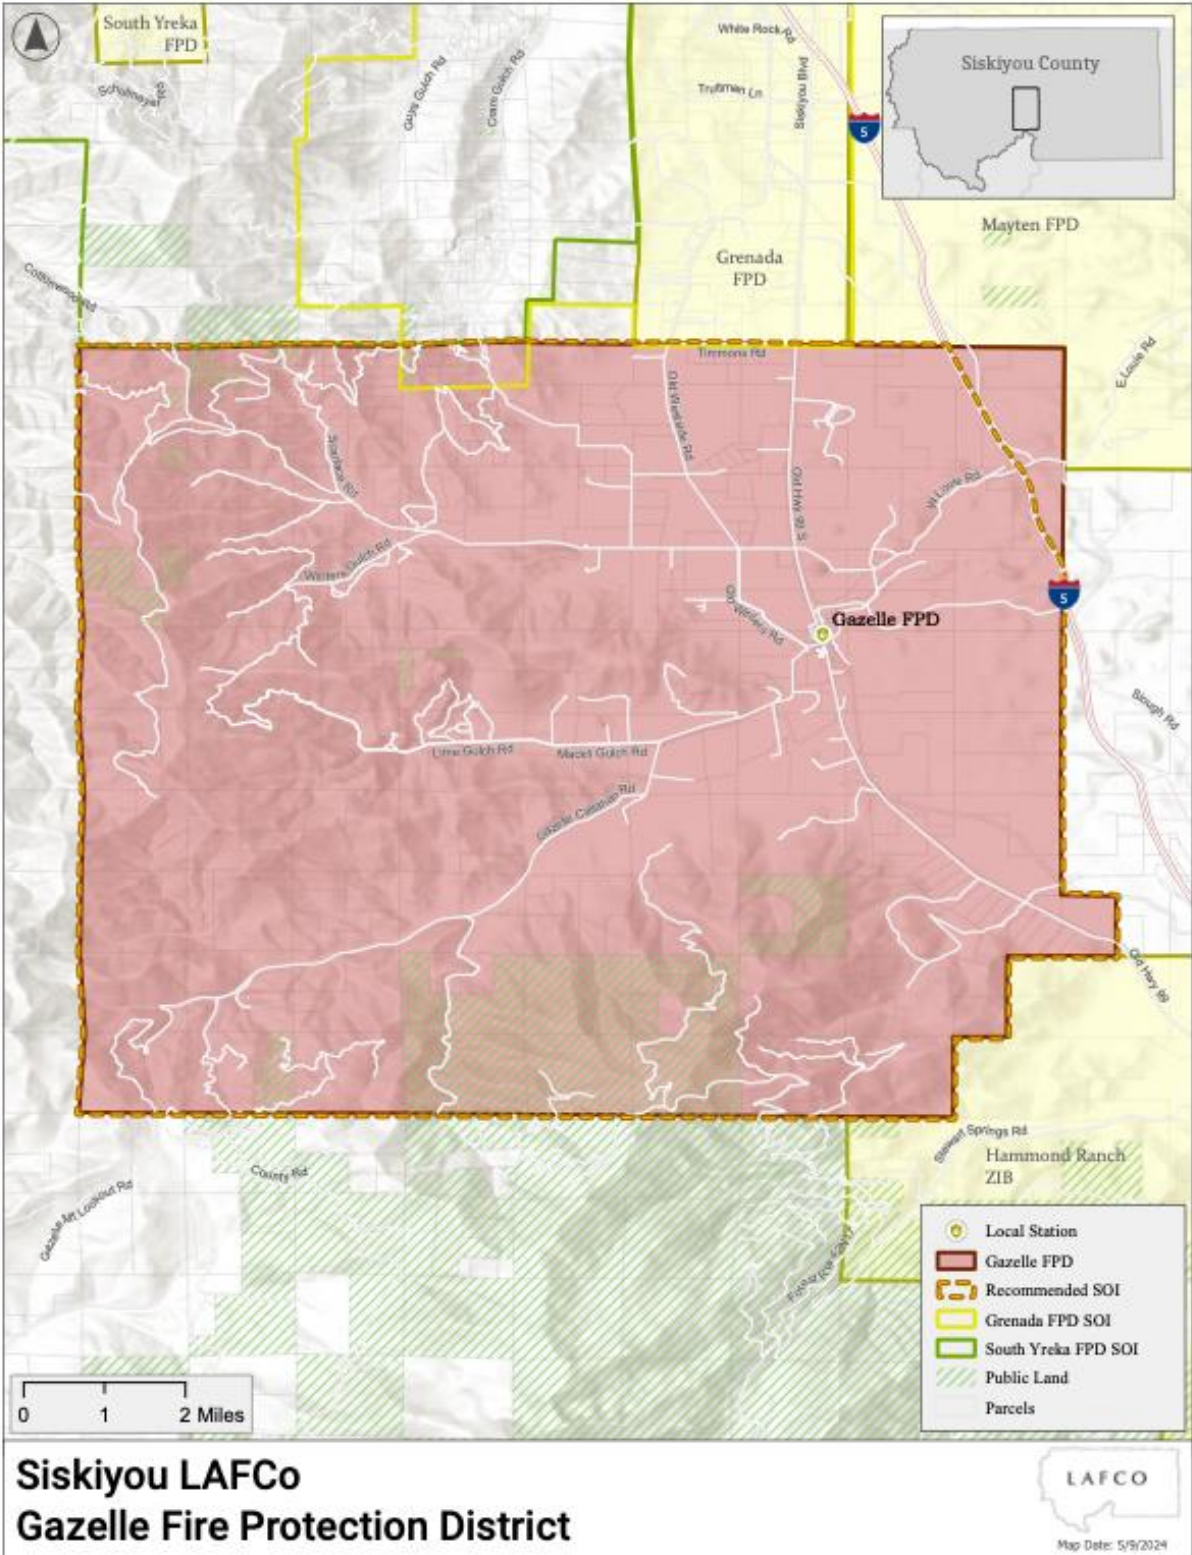 South Yreka
FPD
White Rock Rd
Siskiyou County
Schulmeyer Rd
Guys Gulch Rd
Cram Gulch Rd
Truttman Ln
Siskiyou Blvd
5
Mayten FPD
Grenada
FPD
Cottonwood Rd
Timmons Rd
E Louie Rd
Old Westside Rd
Scarface Rd
Old Hwy 99 S
W Louie Rd
Winters Gulch Rd
5
Gazelle FPD
Slough Rd
Lime Gulch Rd
Gazelle Callahan Rd
Old Hwy 99
Stewart Springs Rd
Hammond Ranch
ZIB
County Rd
Gazelle Mt Lookout Rd
Local Station
Gazelle FPD
Recommended SOI
Grenada FPD SOI
South Yreka FPD SOI
Public Land
Parcels
0 1 2 Miles
Siskiyou LAFCo
Gazelle Fire Protection District
LAFCO
Map Date: 5/9/2024